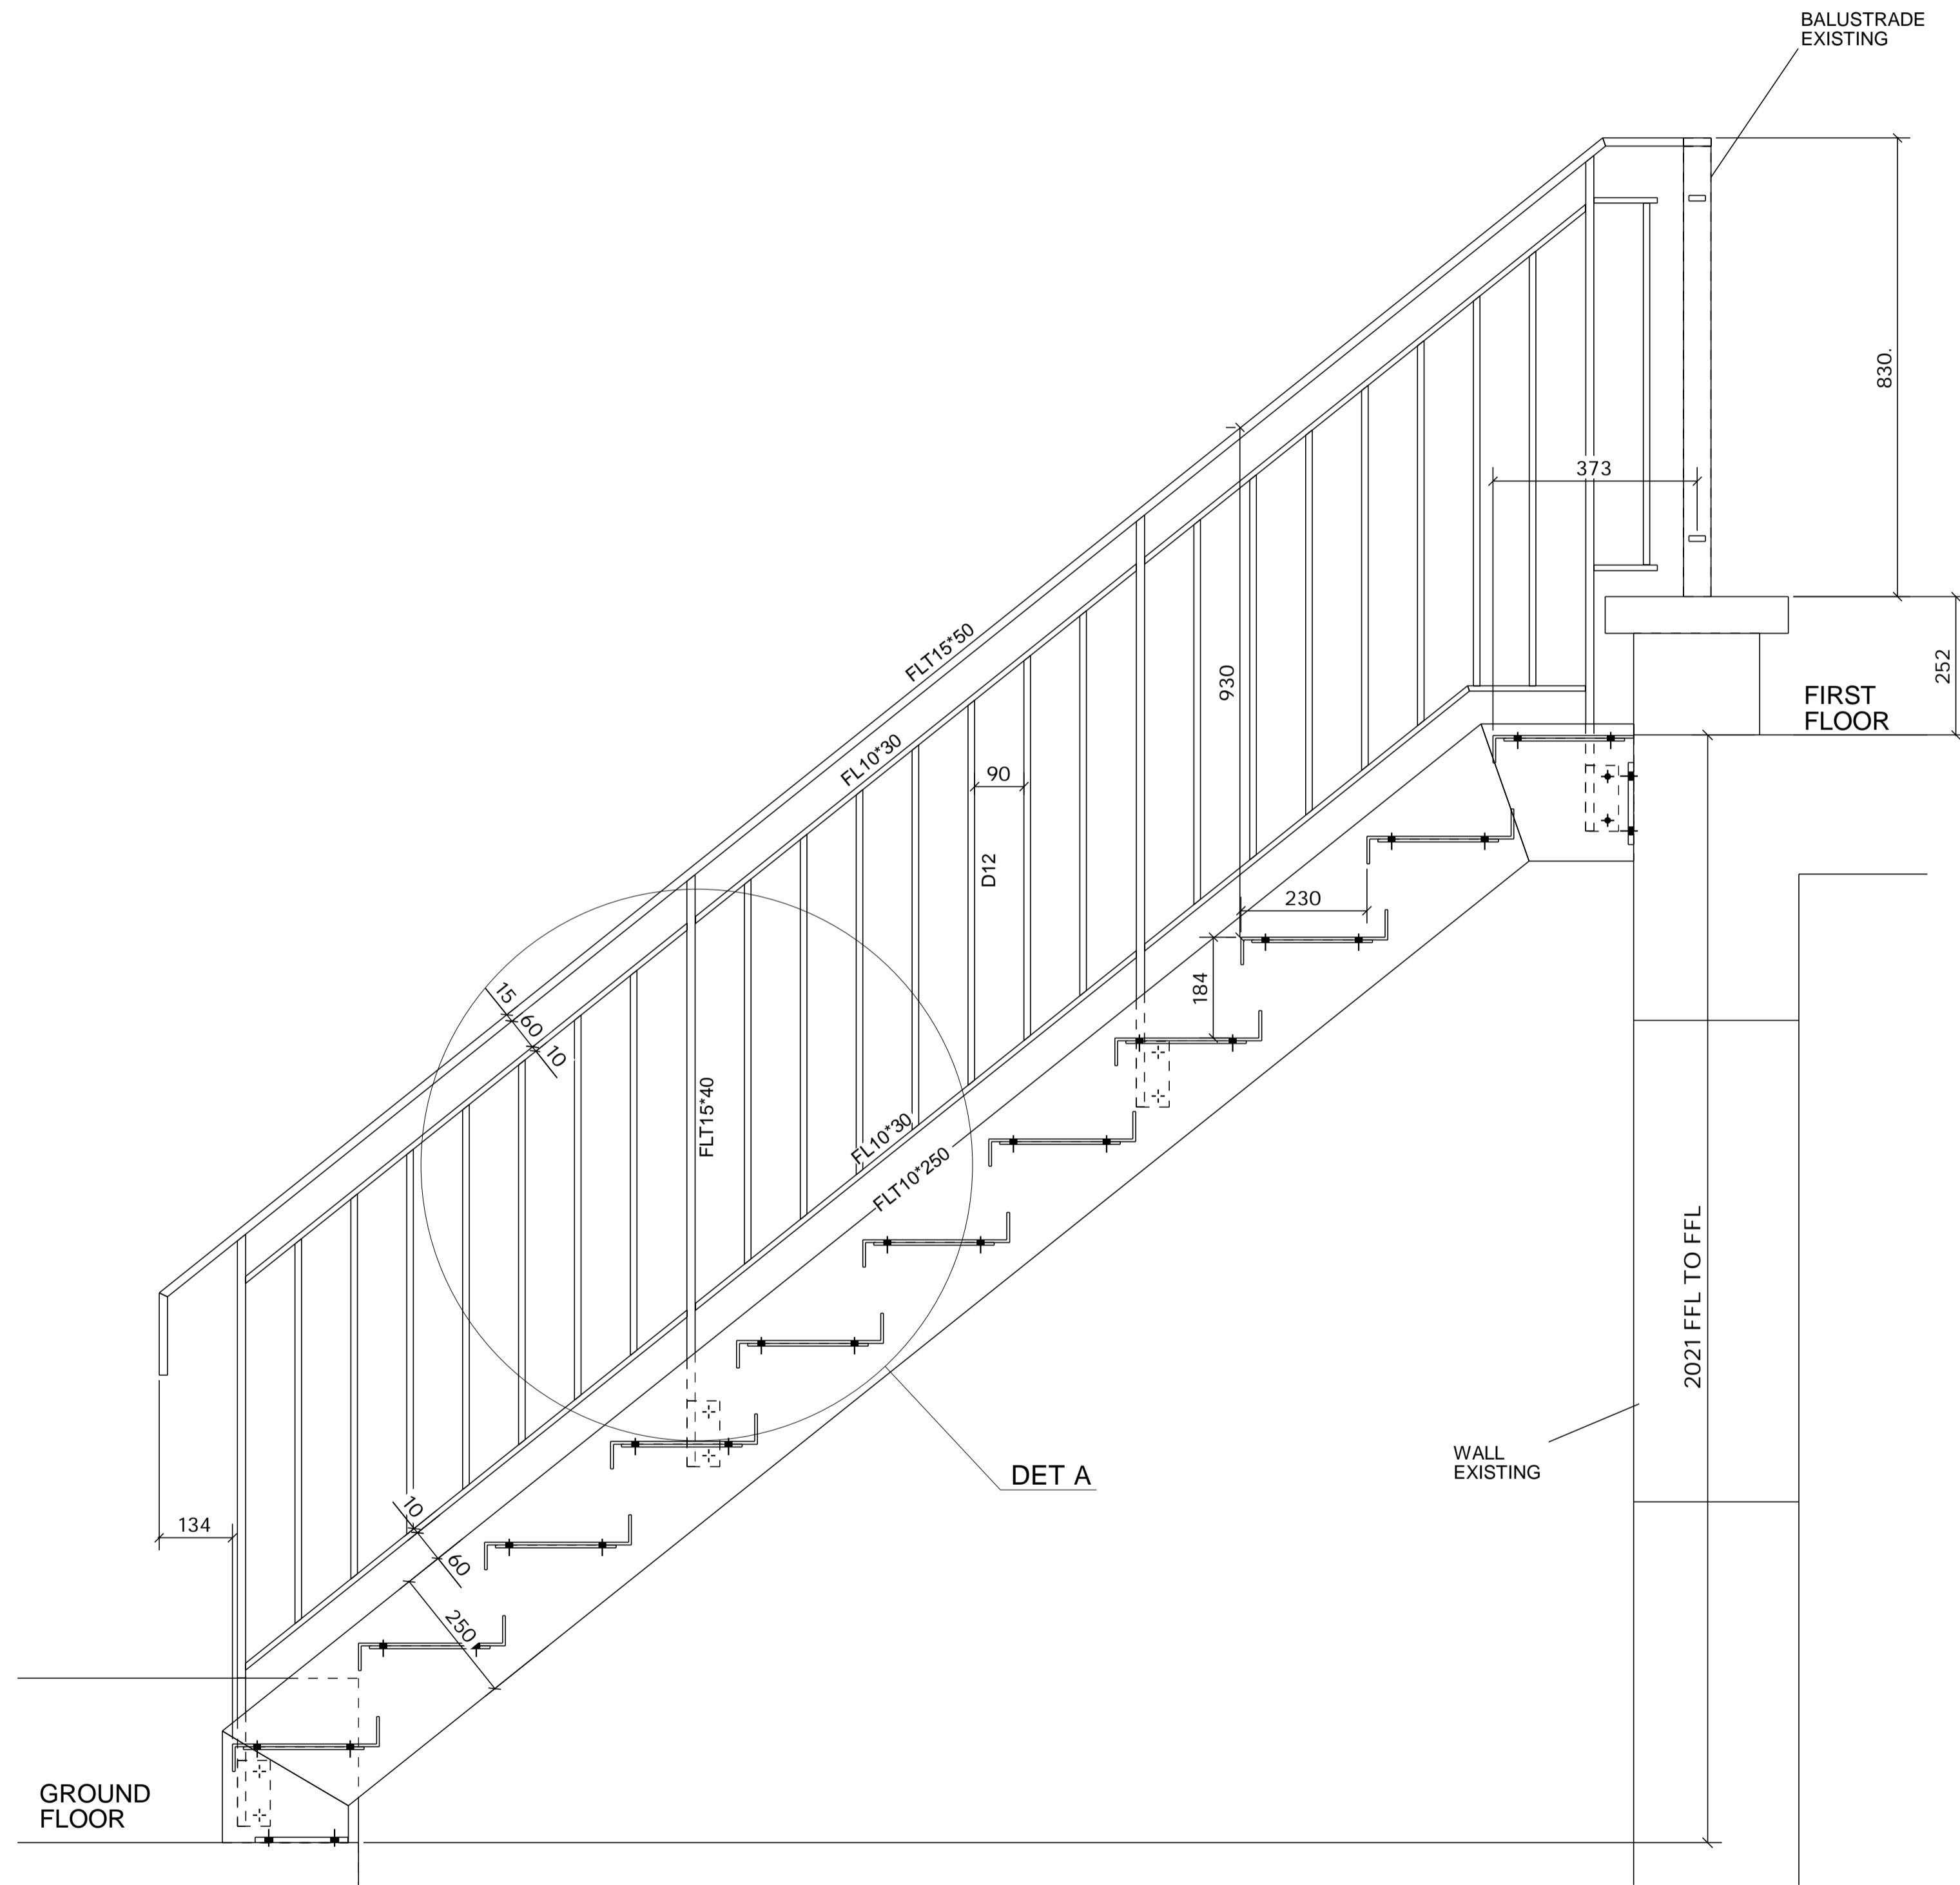 BALUSTRADE
EXISTING
830.
373
252
FIRST
FLOOR
FLT15*50
930
FL10*30
90
D12
230
184
15
60
10
FLT15*40
FL10*30
FLT10*250
2021 FFL TO FFL
WALL
EXISTING
DET A
134
10
60
250
GROUND
FLOOR